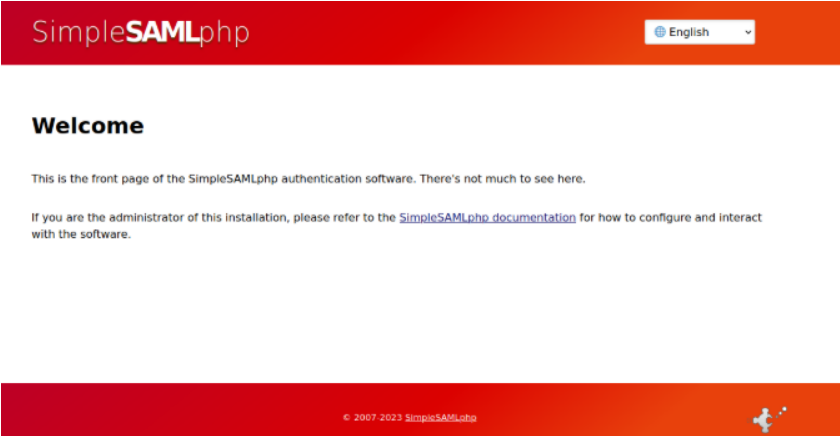 SimpleSAMLphp
English
Welcome
This is the front page of the SimpleSAMLphp authentication software. There's not much to see here.
If you are the administrator of this installation, please refer to the SimpleSAMLphp documentation for how to configure and interact
with the software.
© 2007-2023 SimpleSAMLphp